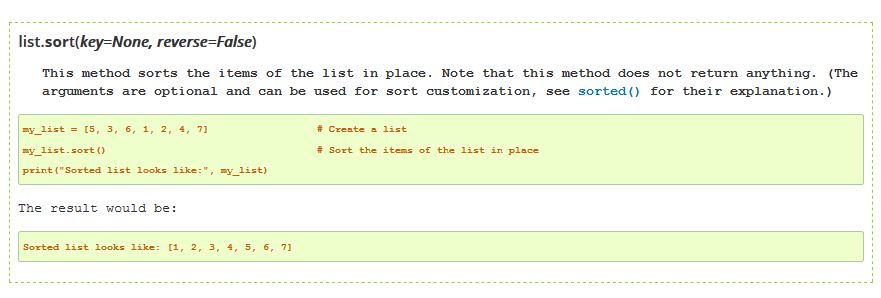 list.sort(key=None, reverse=False)
This method sorts the items of the list in place. Note that this method does not return anything. (The
arguments are optional and can be used for sort customization, see sorted() for their explanation.)
my_list = [5, 3, 6, 1, 2, 4, 7] # Create a list
my_list.sort() # Sort the items of the list in place
print("Sorted list looks like:", my_list)
The result would be:
Sorted list looks like: [1, 2, 3, 4, 5, 6, 7]